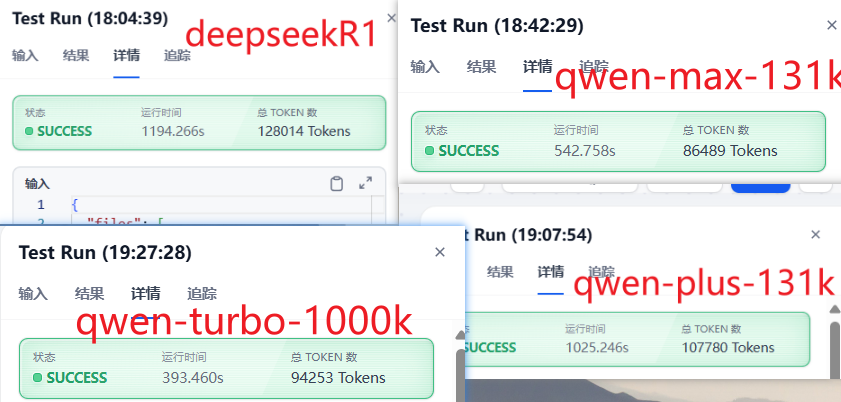 Test Run (18:04:39)
deepseekR1
输入 结果 详情 追踪
状态 运行时间 总 TOKEN 数
SUCCESS 1194.266s 128014 Tokens
输入
1 {
2 "files": [
Test Run (18:42:29)
输入 结果 详情 追踪
qwen-max-131k
状态 运行时间 总 TOKEN 数
SUCCESS 542.758s 86489 Tokens
Test Run (19:27:28)
输入 结果 详情 追踪
qwen-turbo-1000k
状态 运行时间 总 TOKEN 数
SUCCESS 393.460s 94253 Tokens
t Run (19:07:54)
结果 详情 追踪
qwen-plus-131k
运行时间 总 TOKEN 数
SUCCESS 1025.246s 107780 Tokens